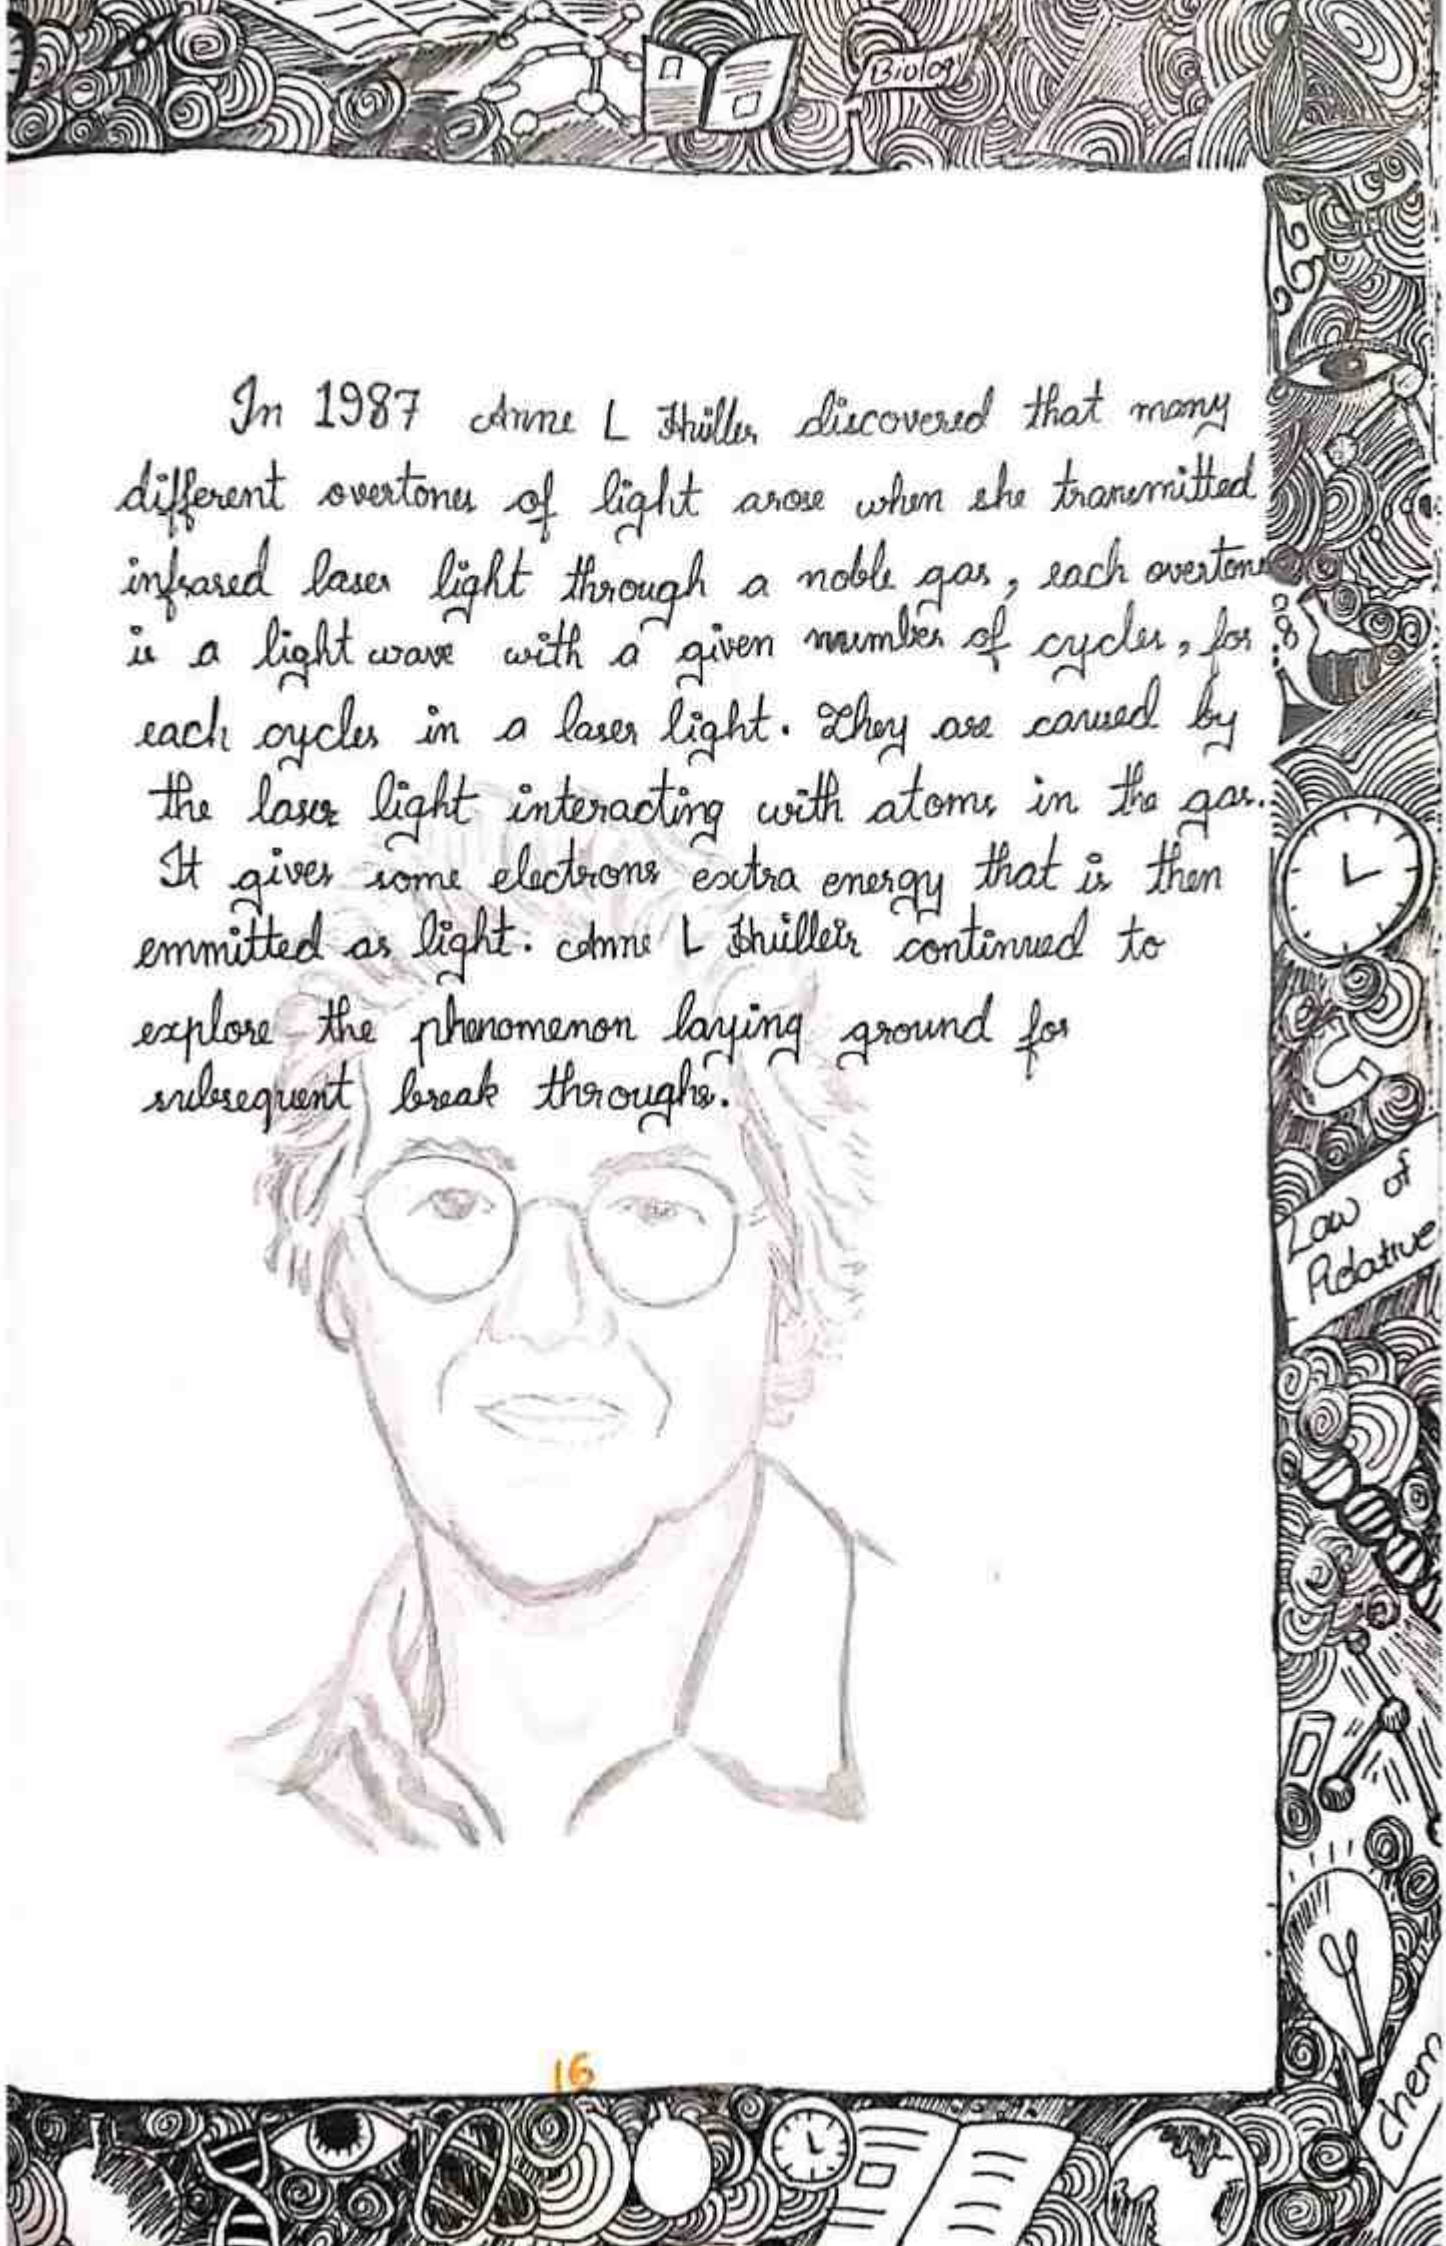 Biology
In 1987 Anne L Hüller discovered that many
different overtones of light arose when she transmitted
infrared laser light through a noble gas, each overtone
is a light wave with a given number of cycles, for
each cycles in a laser light. They are caused by
the laser light interacting with atoms in the gas.
It gives some electrons extra energy that is then
emmitted as light. Anne L Hülleir continued to
explore the phenomenon laying ground for
subsequent break throughs.
Law of
Relative
16
Chem